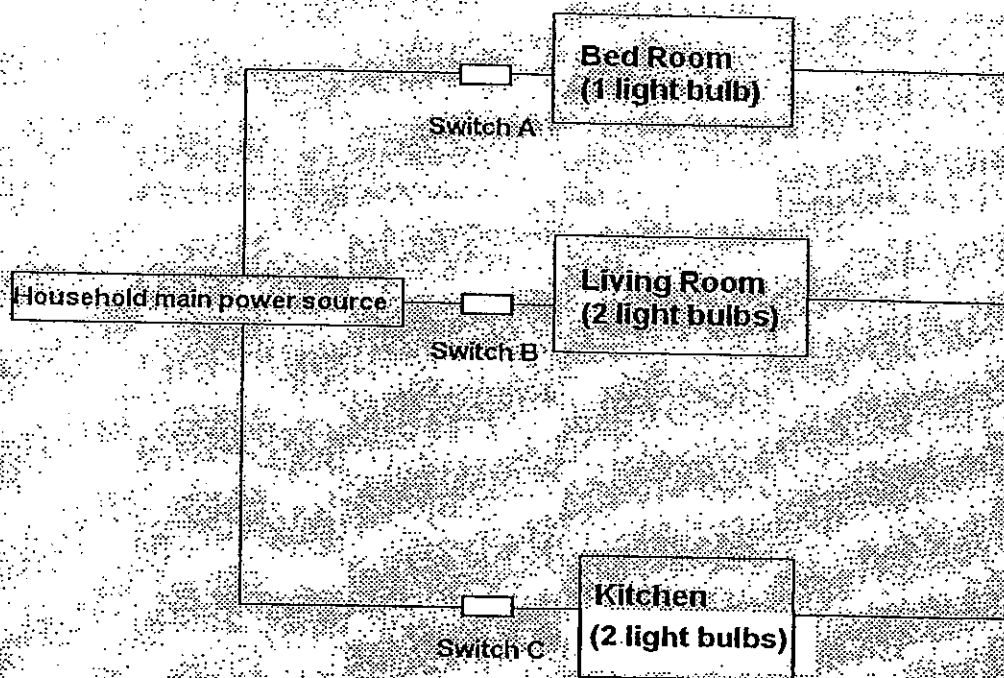 Bed Room
(1 light bulb)
Switch A
Household main power source
Living Room
(2 light bulbs)
Switch B
Kitchen
(2 light bulbs)
Switch C